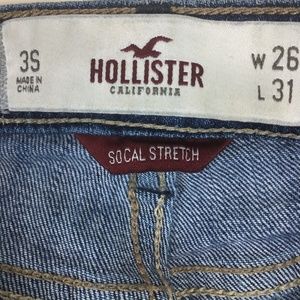 3S
MADE IN
CHINA
HOLLISTER
CALIFORNIA
W 26
L 31
SOCAL STRETCH